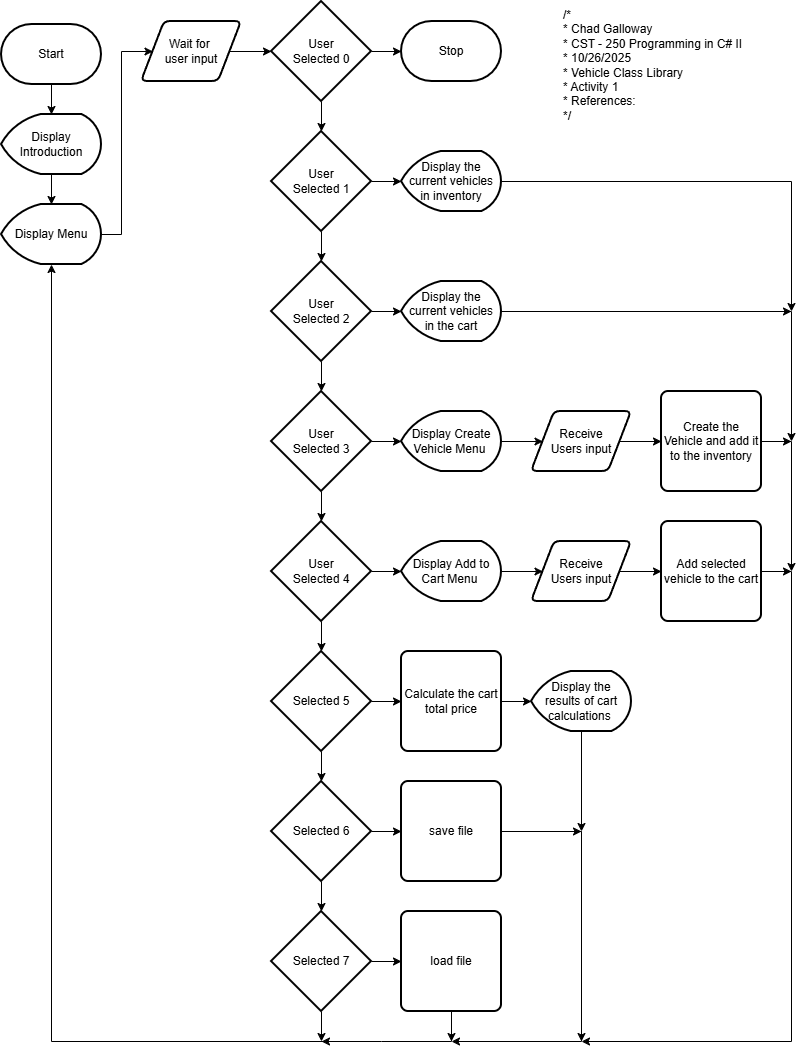 Start
Display
Introduction
Display Menu
Wait for
user input
User
Selected 0
Stop
/*
* Chad Galloway
* CST - 250 Programming in C# II
* 10/26/2025
* Vehicle Class Library
* Activity 1
* References:
*/
User
Selected 1
Display the
current vehicles
in inventory
User
Selected 2
Display the
current vehicles
in the cart
User
Selected 3
Display Create
Vehicle Menu
Receive
Users input
Create the
Vehicle and add it
to the inventory
User
Selected 4
Display Add to
Cart Menu
Receive
Users input
Add selected
vehicle to the cart
Selected 5
Calculate the cart
total price
Display the
results of cart
calculations
Selected 6
save file
Selected 7
load file